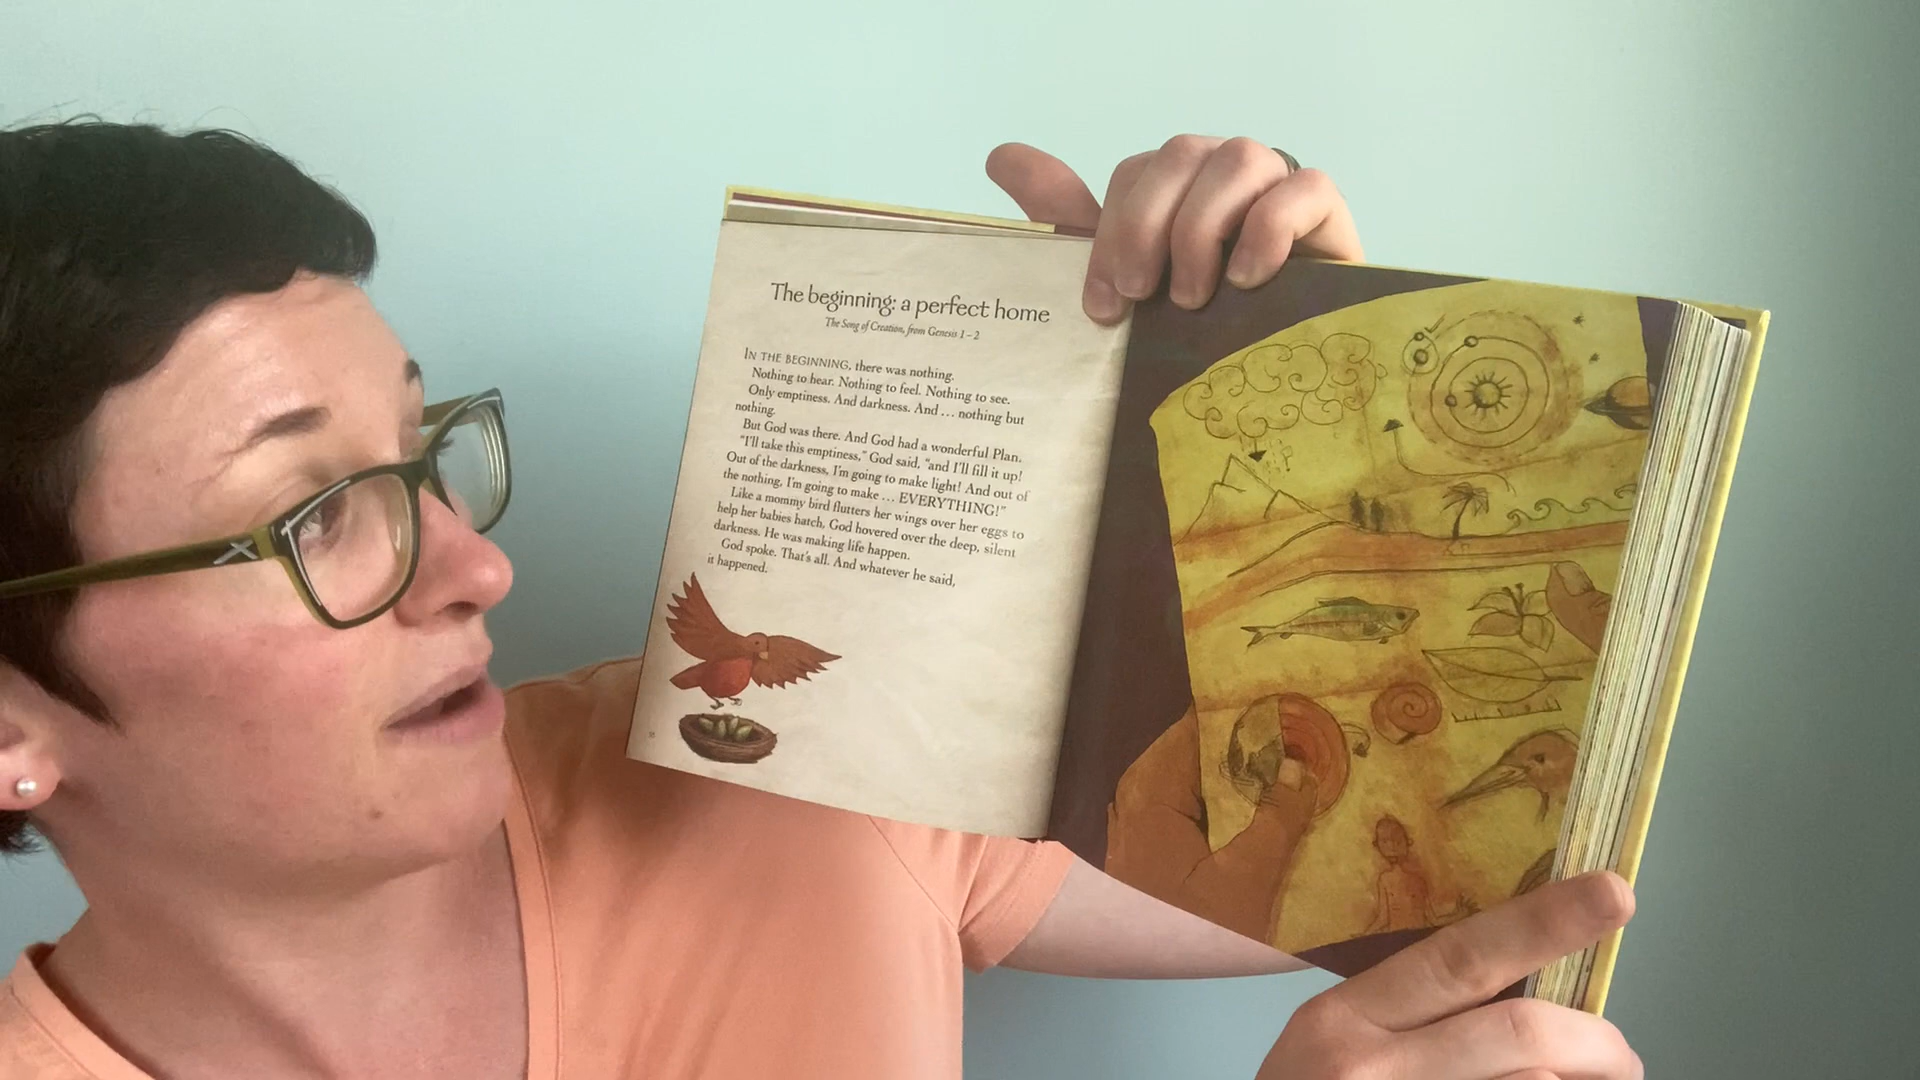 The beginning: a perfect home
The Song of Creation, from Genesis 1 – 2
IN THE BEGINNING, there was nothing.
Nothing to hear. Nothing to feel. Nothing to see.
Only emptiness. And darkness. And ... nothing but
nothing.
But God was there. And God had a wonderful Plan.
"I'll take this emptiness," God said, "and I'll fill it up!
Out of the darkness, I'm going to make light! And out of
the nothing, I'm going to make ... EVERYTHING!"
Like a mommy bird flutters her wings over her eggs to
help her babies hatch, God hovered over the deep, silent
darkness. He was making life happen.
God spoke. That's all. And whatever he said,
it happened.